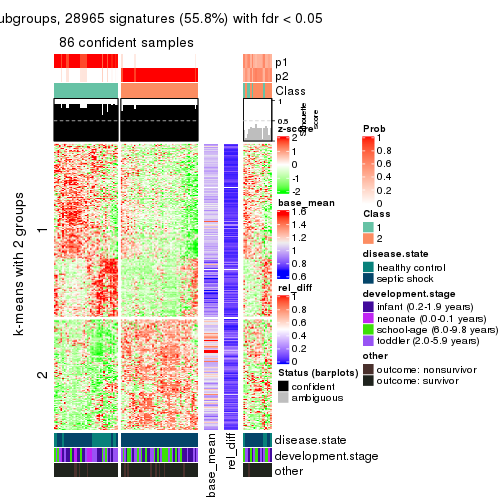 ubgroups, 28965 signatures (55.8%) with fdr < 0.05
86 confident samples
p1
p2
Class
1
0.5
0
Silhouette
score
z-score
2
1
0
-1
-2
base_mean
1.6
1.4
1.2
1
0.8
0.6
rel_diff
1
0.8
0.6
0.4
0.2
0
Status (barplots)
confident
ambiguous
Prob
1
0.8
0.6
0.4
0.2
0
Class
1
2
disease.state
healthy control
septic shock
development.stage
infant (0.2-1.9 years)
neonate (0.0-0.1 years)
school-age (6.0-9.8 years)
toddler (2.0-5.9 years)
other
outcome: nonsurvivor
outcome: survivor
k-means with 2 groups
1
2
disease.state
development.stage
other
base_mean
rel_diff